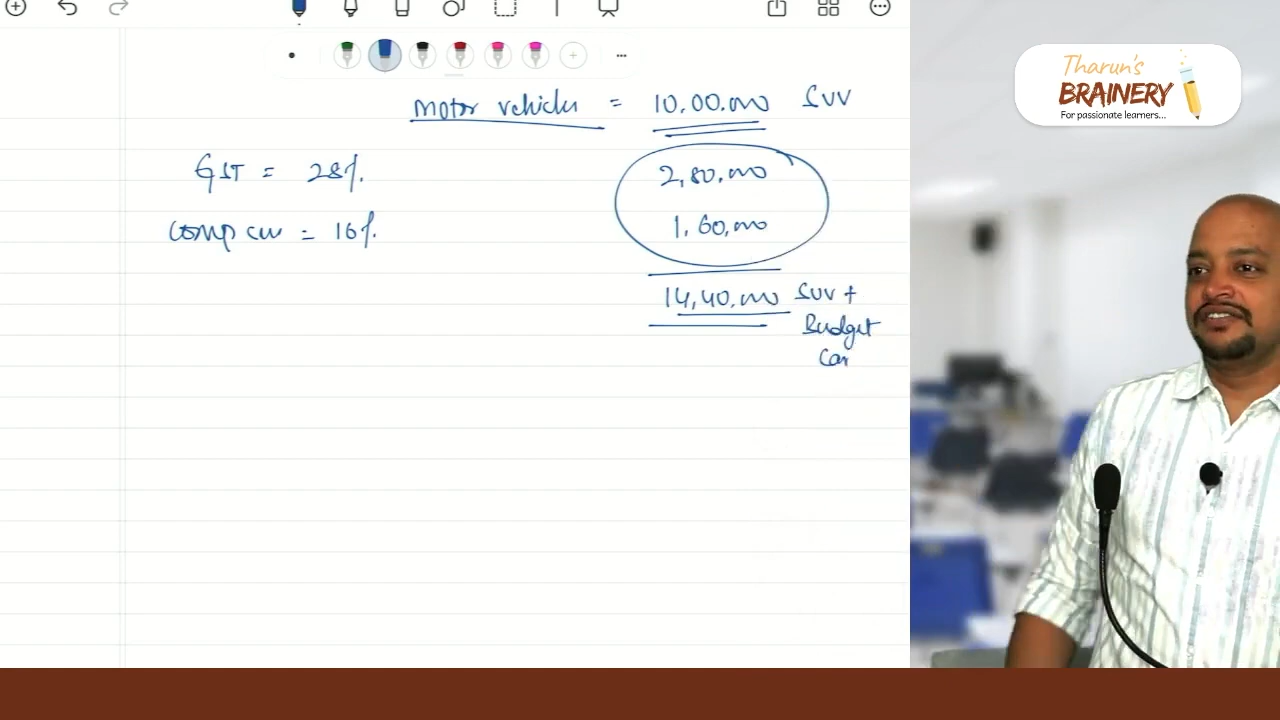 Tharun's
BRAINERY
For passionate learners...
Motor vehicles = 10,00,000 SUV
GST = 28%. 2,80,000
comp cess = 16%. 1,60,000
14,40,000 SUV +
Budget
Car